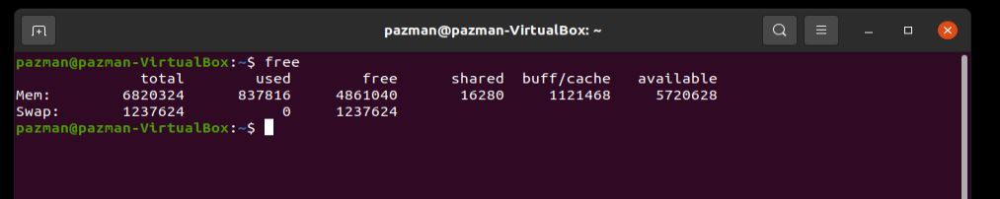 pazman@pazman-VirtualBox: ~
pazman@pazman-VirtualBox:~$ free
              total        used        free      shared  buff/cache   available
Mem:        6820324      837816     4861040       16280     1121468     5720628
Swap:       1237624           0     1237624
pazman@pazman-VirtualBox:~$